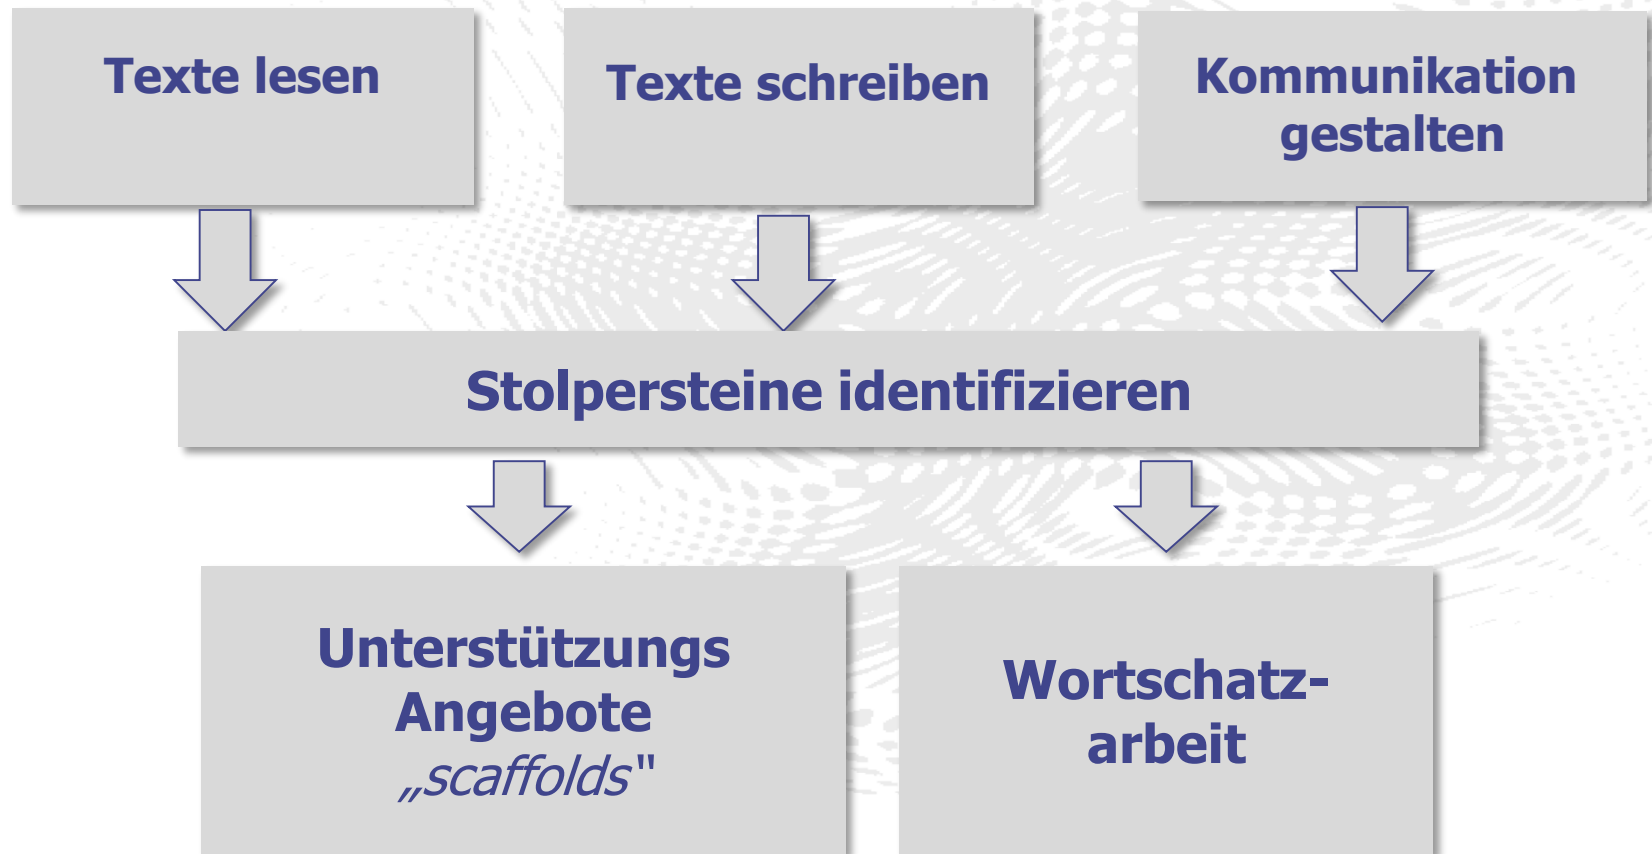 Texte lesen
Texte schreiben
Kommunikation
gestalten
Stolpersteine identifizieren
Unterstützungs
Angebote
„scaffolds"
Wortschatz-
arbeit